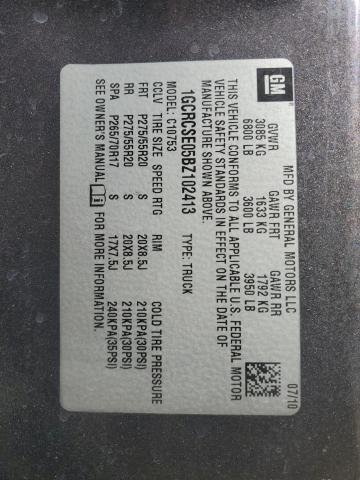 GM
MFD BY GENERAL MOTORS LLC 07/10
GVWR GAWR FRT GAWR RR
3085 KG 1633 KG 1792 KG
6800 LB 3600 LB 3950 LB
THIS VEHICLE CONFORMS TO ALL APPLICABLE U.S. FEDERAL MOTOR
VEHICLE SAFETY STANDARDS IN EFFECT ON THE DATE OF
MANUFACTURE SHOWN ABOVE.
1GCRCSE05BZ102413 TYPE: TRUCK
MODEL: C10753
CCLV TIRE SIZE SPEED RTG RIM COLD TIRE PRESSURE
FRT P275/55R20 S 20X8.5J 210KPA(30PSI)
RR P275/55R20 S 20X8.5J 210KPA(30PSI)
SPA P265/70R17 S 17X7.5J 240KPA(35PSI)
SEE OWNER'S MANUAL